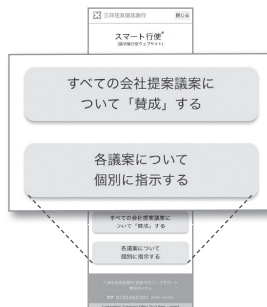 三井住友信託銀行
閉じる
スマート行使®
すべての会社提案議案に
ついて「賛成」する
各議案について
個別に指示する
すべての会社提案議案に
ついて「賛成」する
各議案について
個別に指示する